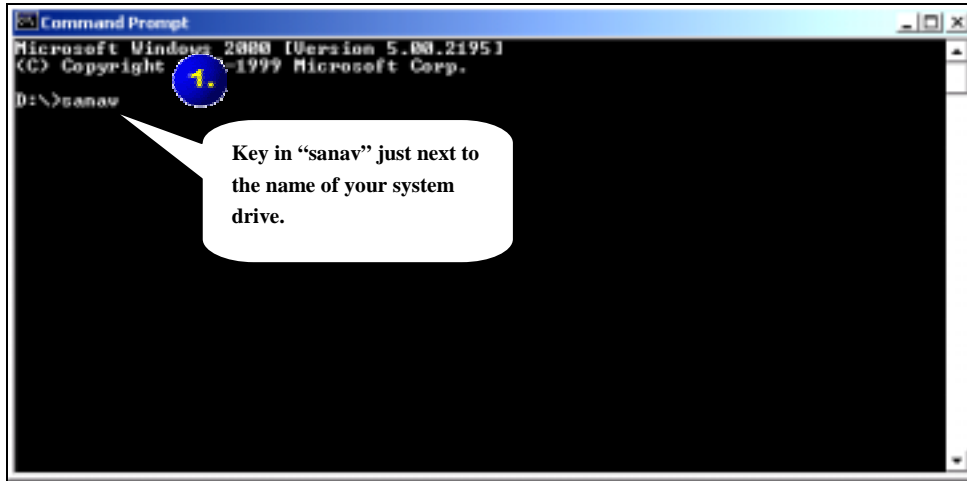 Command Prompt
Microsoft Windows 2000 [Version 5.00.2195]
(C) Copyright -1999 Microsoft Corp.
1.
D:\>sanav
Key in “sanav” just next to
the name of your system
drive.